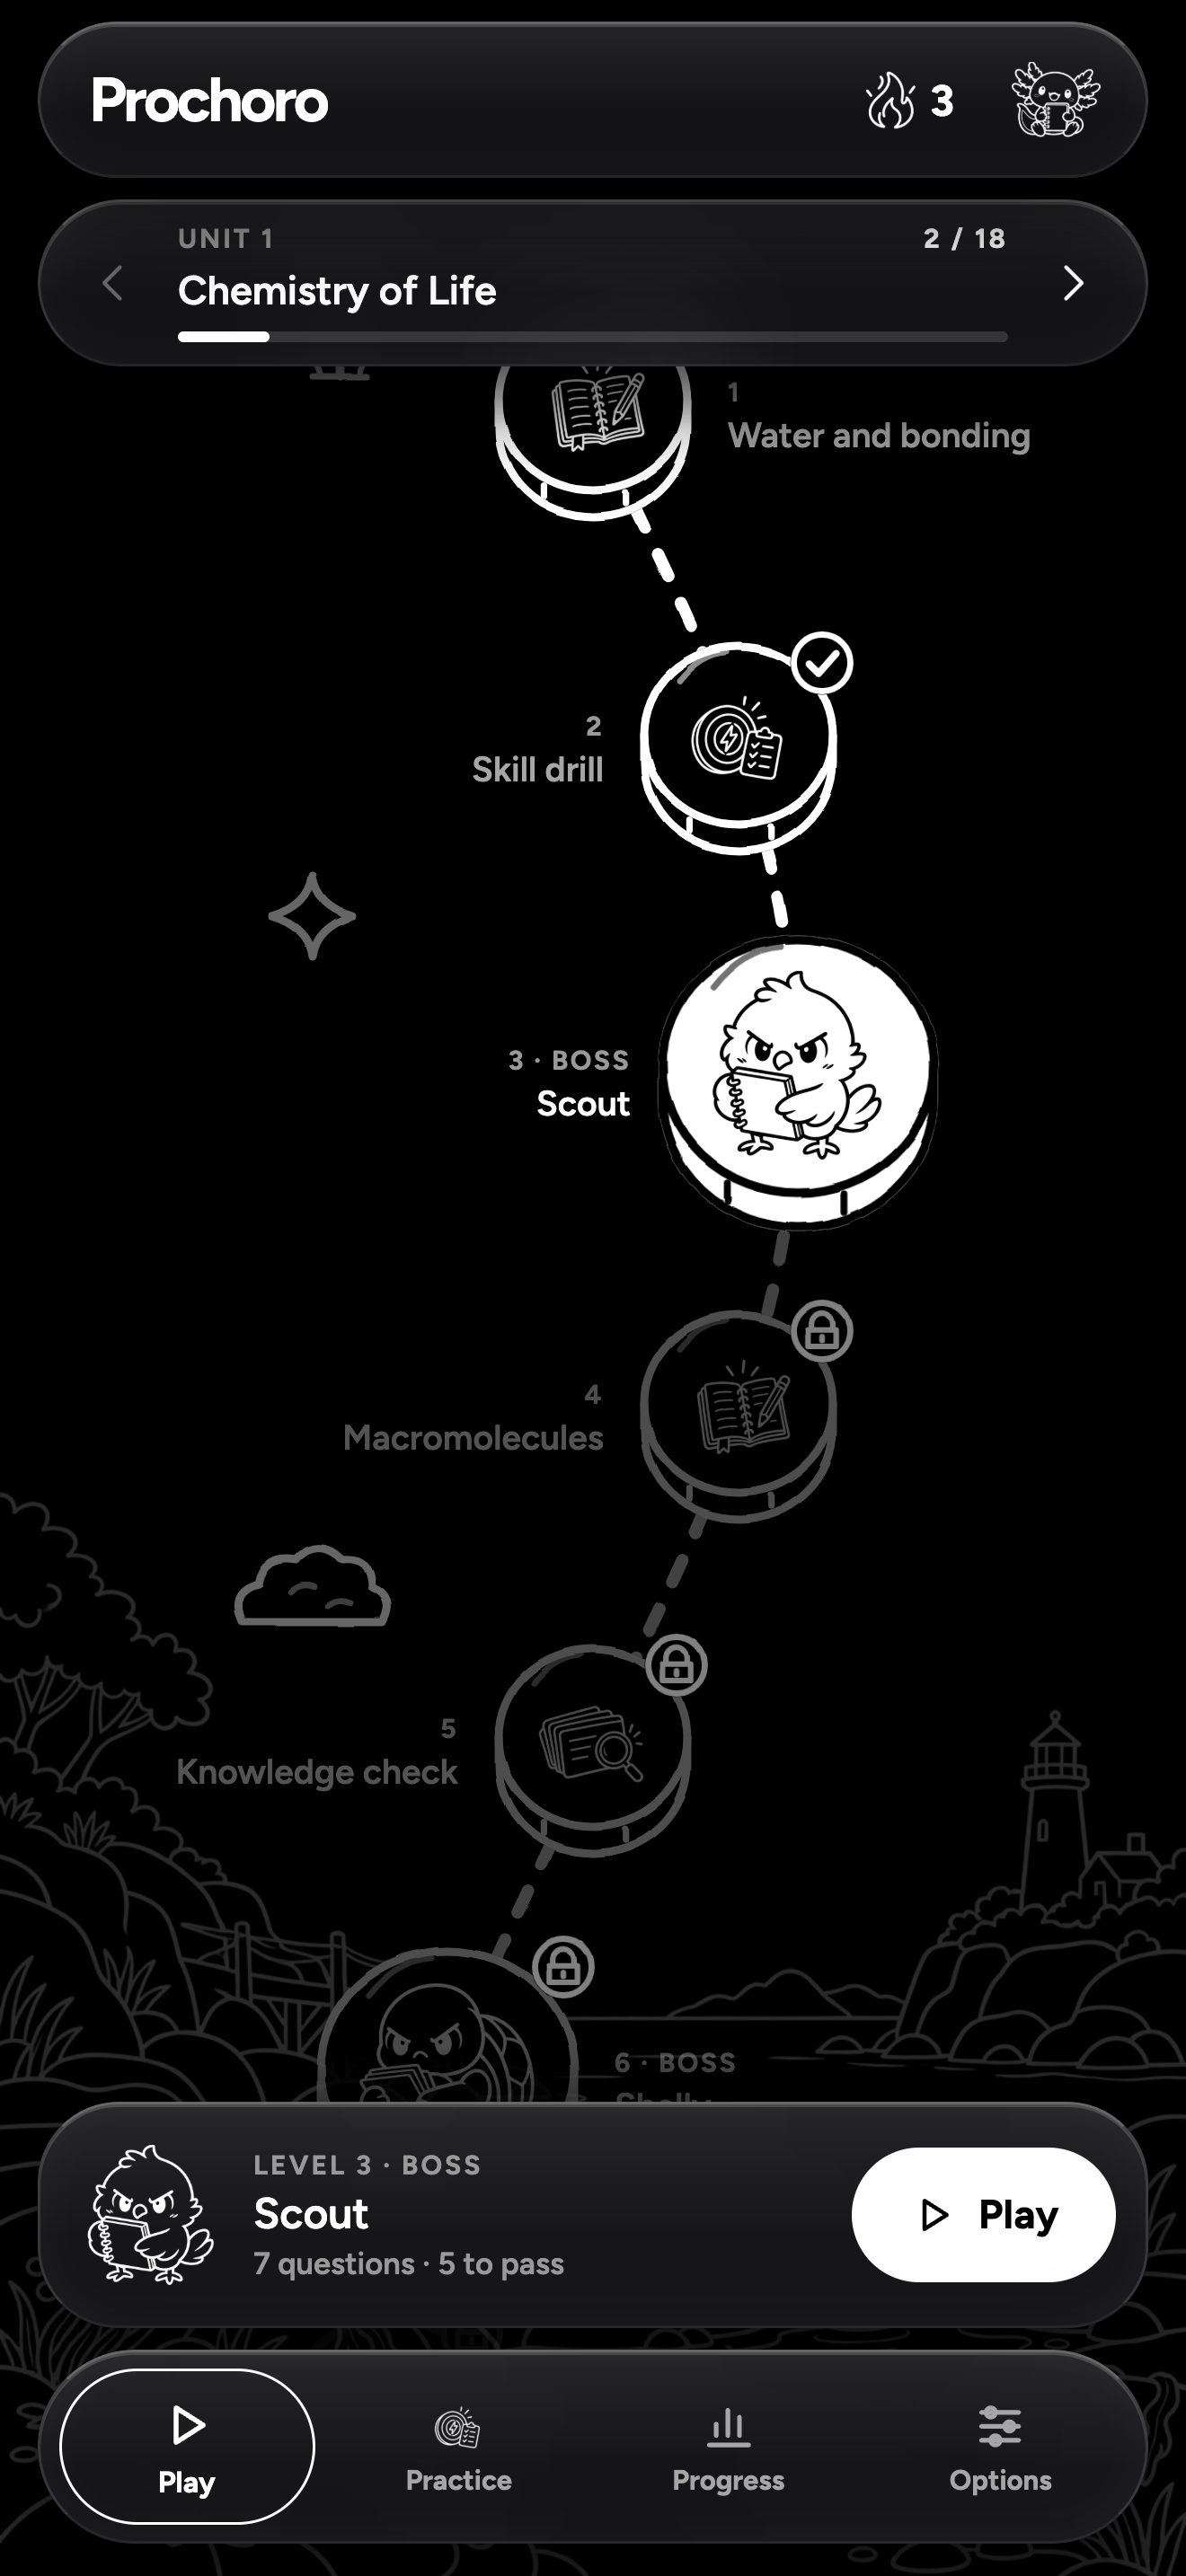 Prochoro
3
UNIT 1
2 / 18
Chemistry of Life
1
Water and bonding
2
Skill drill
3 · BOSS
Scout
4
Macromolecules
5
Knowledge check
6 · BOSS
LEVEL 3 · BOSS
Scout
7 questions · 5 to pass
Play
Play
Practice
Progress
Options